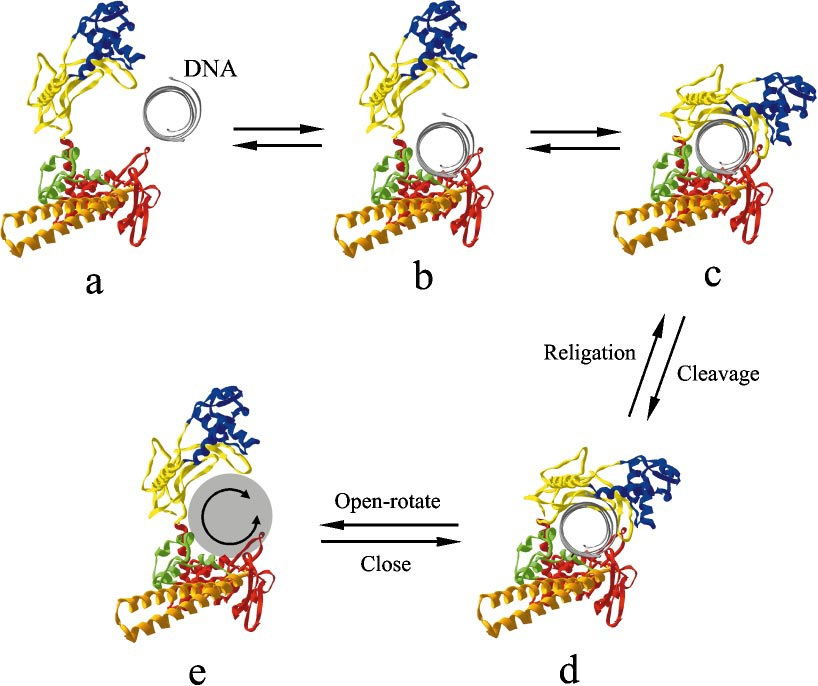 DNA
a
b
c
Religation
Cleavage
Open-rotate
Close
e
d